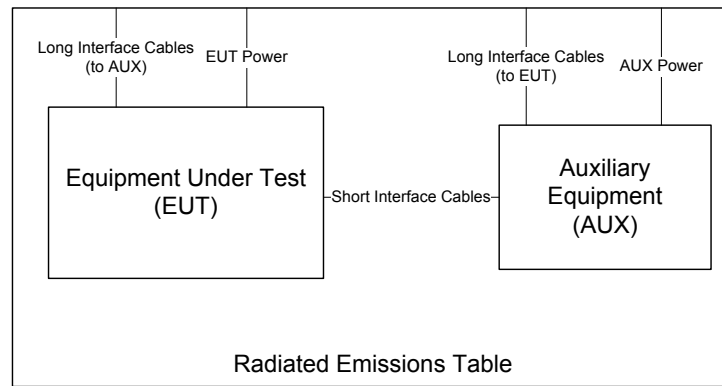 Long Interface Cables
(to AUX)
EUT Power
Long Interface Cables
(to EUT)
AUX Power
Equipment Under Test
(EUT)
Short Interface Cables
Auxiliary
Equipment
(AUX)
Radiated Emissions Table